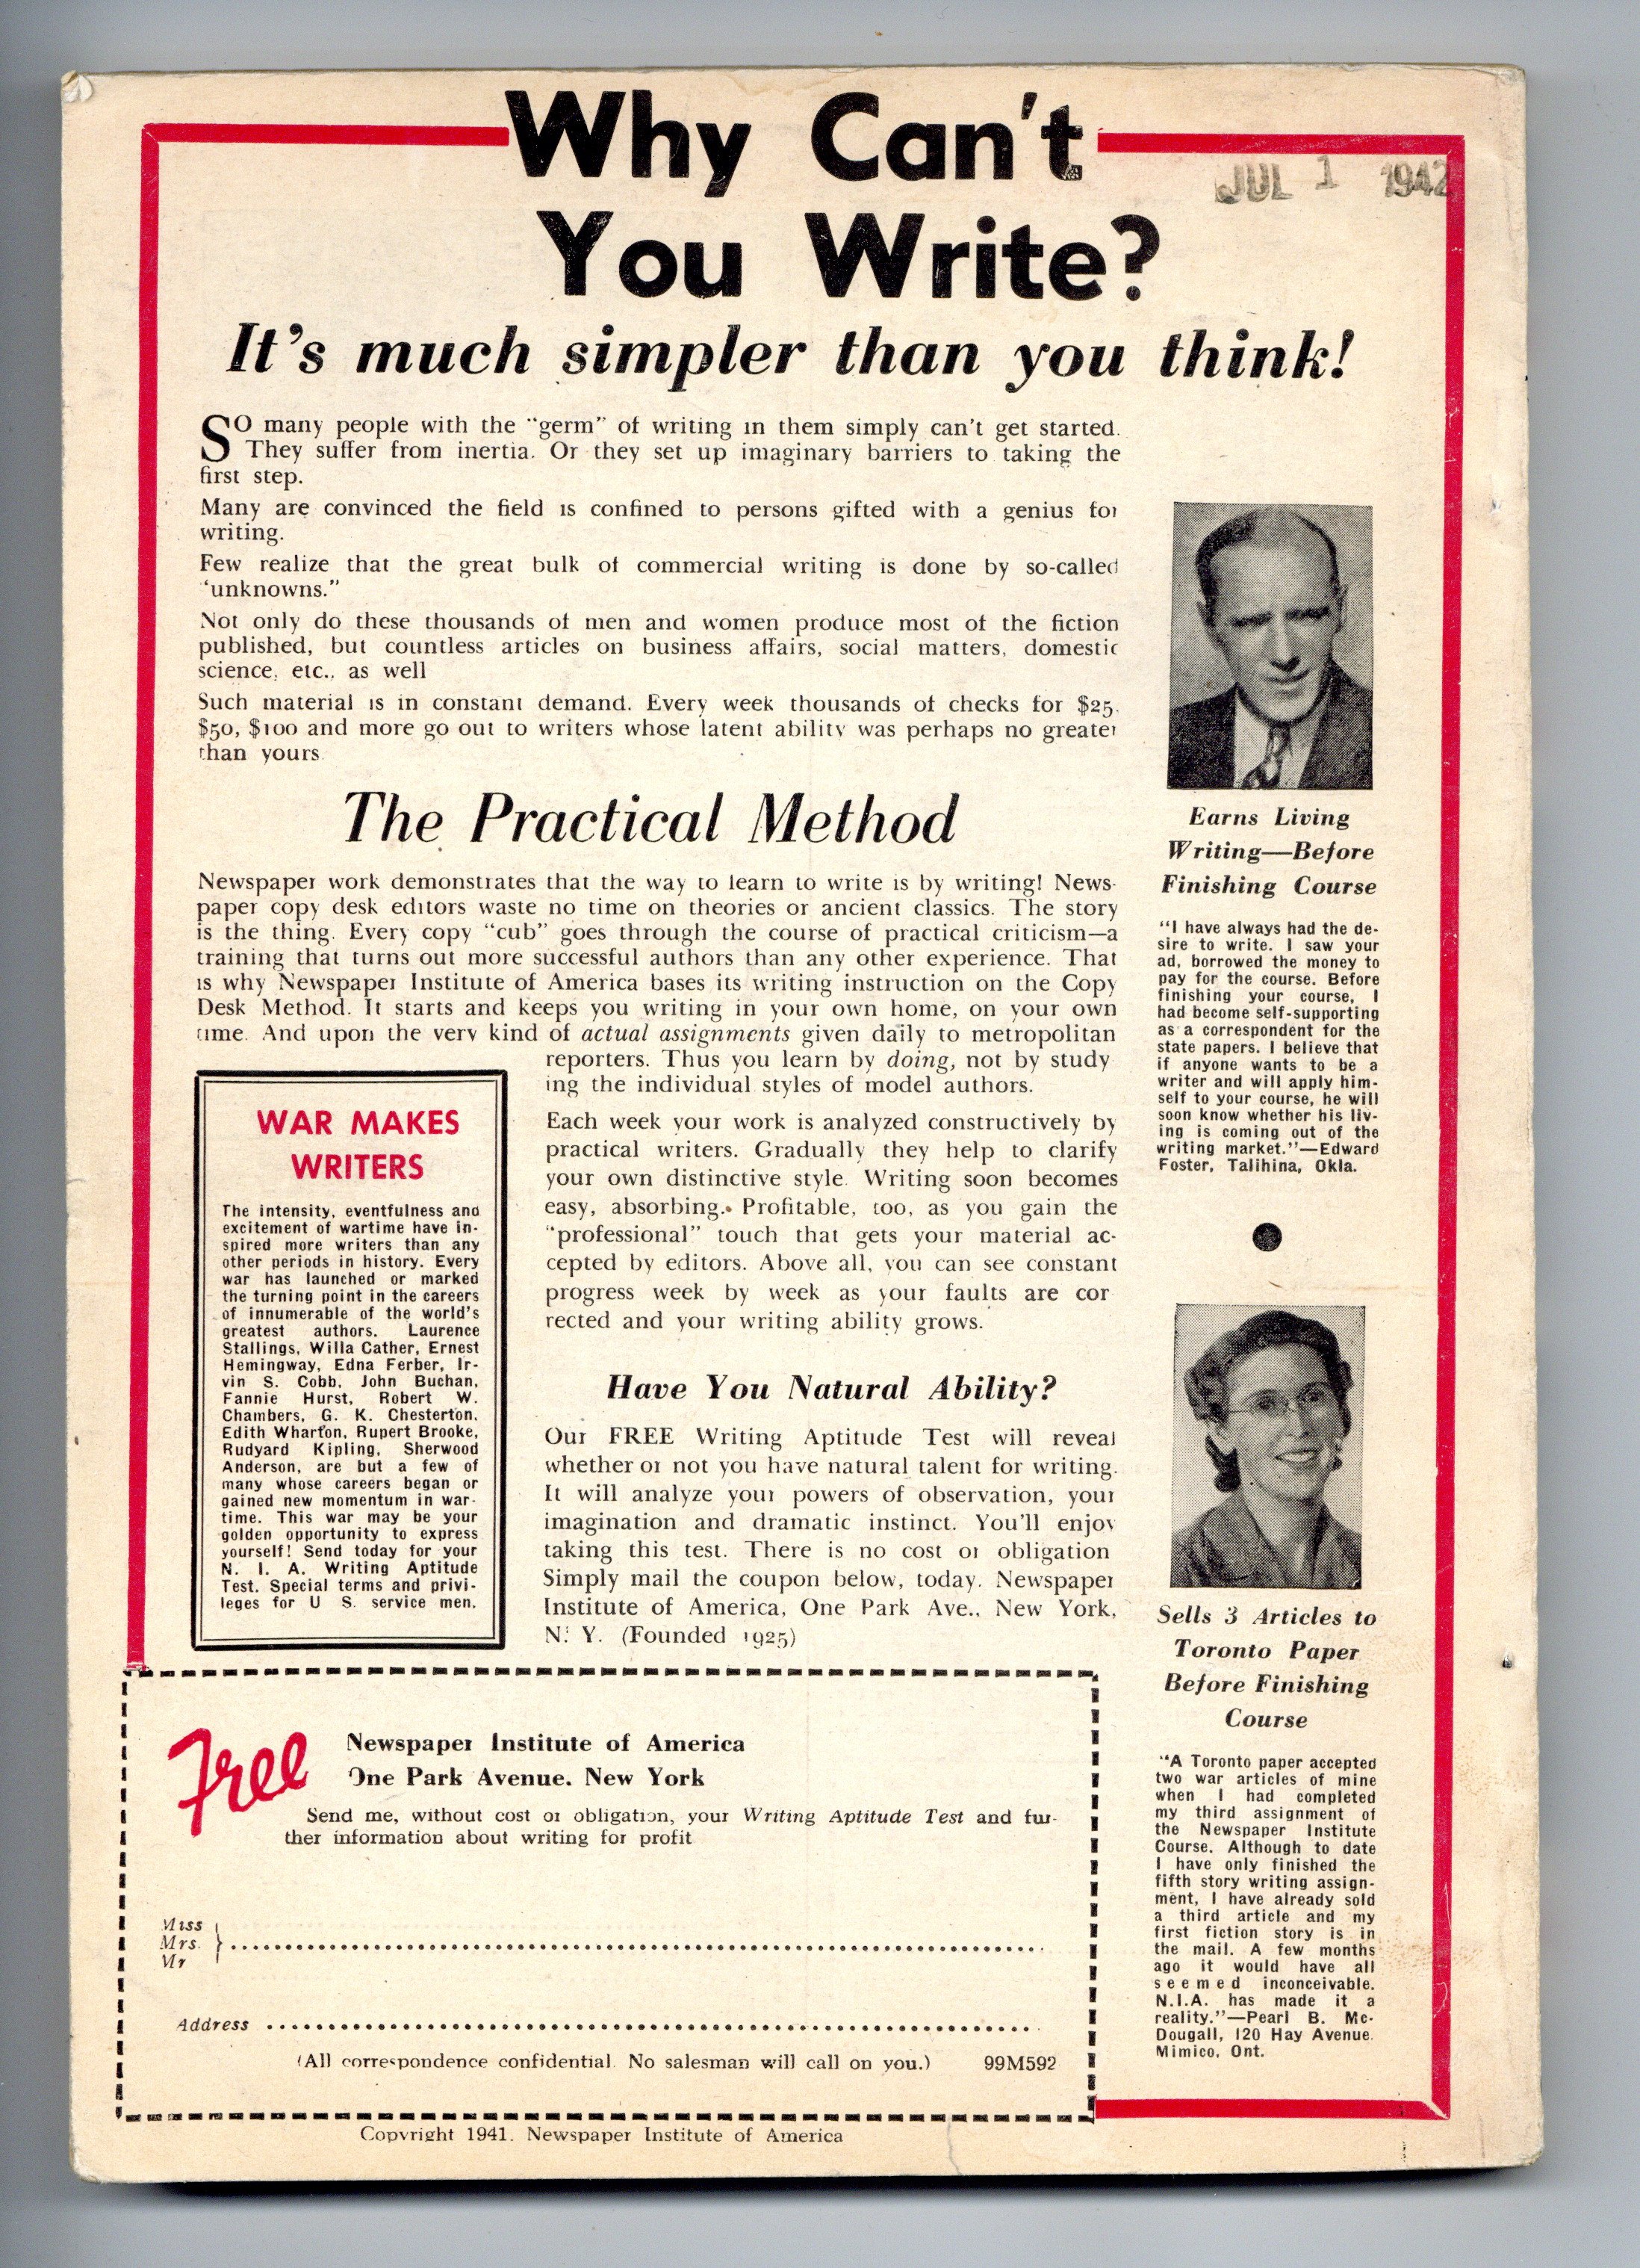 Why Can't
JUL 1 1942
You Write?
It's much simpler than you think!
SO many people with the "germ" of writing in them simply can't get started.
They suffer from inertia. Or they set up imaginary barriers to taking the
first step.
Many are convinced the field is confined to persons gifted with a genius for
writing.
Few realize that the great bulk of commercial writing is done by so-called
'unknowns."
Not only do these thousands of men and women produce most of the fiction
published, but countless articles on business affairs, social matters, domestic
science, etc., as well
Such material is in constant demand. Every week thousands of checks for $25.
$50, $100 and more go out to writers whose latent ability was perhaps no greater
than yours.
The Practical Method
Newspaper work demonstrates that the way to learn to write is by writing! News-
paper copy desk editors waste no time on theories or ancient classics. The story
is the thing. Every copy "cub" goes through the course of practical criticism—a
training that turns out more successful authors than any other experience. That
is why Newspaper Institute of America bases its writing instruction on the Copy
Desk Method. It starts and keeps you writing in your own home, on your own
time. And upon the very kind of actual assignments given daily to metropolitan
reporters. Thus you learn by doing, not by study
ing the individual styles of model authors.
Each week your work is analyzed constructively by
practical writers. Gradually they help to clarify
your own distinctive style. Writing soon becomes
easy, absorbing. Profitable, too, as you gain the
"professional" touch that gets your material ac-
cepted by editors. Above all, you can see constant
progress week by week as your faults are cor
rected and your writing ability grows.
WAR MAKES
WRITERS
The intensity, eventfulness and
excitement of wartime have in-
spired more writers than any
other periods in history. Every
war has launched or marked
the turning point in the careers
of innumerable of the world's
greatest authors. Laurence
Stallings, Willa Cather, Ernest
Hemingway, Edna Ferber, Ir-
vin S. Cobb, John Buchan,
Fannie Hurst, Robert W.
Chambers, G. K. Chesterton,
Edith Wharton, Rupert Brooke,
Rudyard Kipling, Sherwood
Anderson, are but a few of
many whose careers began or
gained new momentum in war-
time. This war may be your
golden opportunity to express
yourself! Send today for your
N. I. A. Writing Aptitude
Test. Special terms and privi-
leges for U S. service men.
Have You Natural Ability?
Our FREE Writing Aptitude Test will reveal
whether or not you have natural talent for writing.
It will analyze your powers of observation, your
imagination and dramatic instinct. You'll enjoy
taking this test. There is no cost or obligation
Simply mail the coupon below, today. Newspaper
Institute of America, One Park Ave., New York,
N. Y. (Founded 1925)
Earns Living
Writing—Before
Finishing Course
"I have always had the de-
sire to write. I saw your
ad, borrowed the money to
pay for the course. Before
finishing your course, I
had become self-supporting
as a correspondent for the
state papers. I believe that
if anyone wants to be a
writer and will apply him-
self to your course, he will
soon know whether his liv-
ing is coming out of the
writing market."—Edward
Foster, Talihina, Okla.
Sells 3 Articles to
Toronto Paper
Before Finishing
Course
"A Toronto paper accepted
two war articles of mine
when I had completed
my third assignment of
the Newspaper Institute
Course. Although to date
I have only finished the
fifth story writing assign-
ment, I have already sold
a third article and my
first fiction story is in
the mail. A few months
ago it would have all
seemed inconceivable.
N.I.A. has made it a
reality."—Pearl B. Mc-
Dougall, 120 Hay Avenue
Mimico, Ont.
Free
Newspaper Institute of America
One Park Avenue. New York
Send me, without cost or obligation, your Writing Aptitude Test and fur-
ther information about writing for profit
Miss
Mrs.
Mr
Address
(All correspondence confidential. No salesman will call on you.) 99M592
Copyright 1941. Newspaper Institute of America